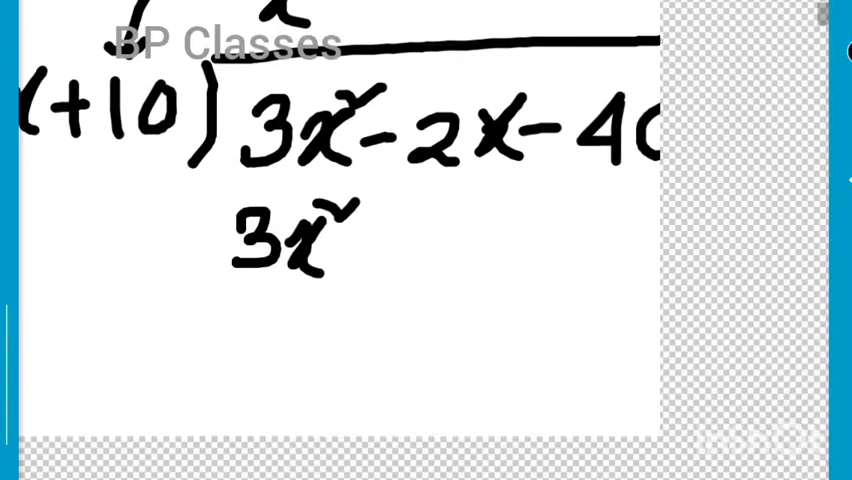 x
BP Classes
x+10) 3x² - 2x - 40
3x²